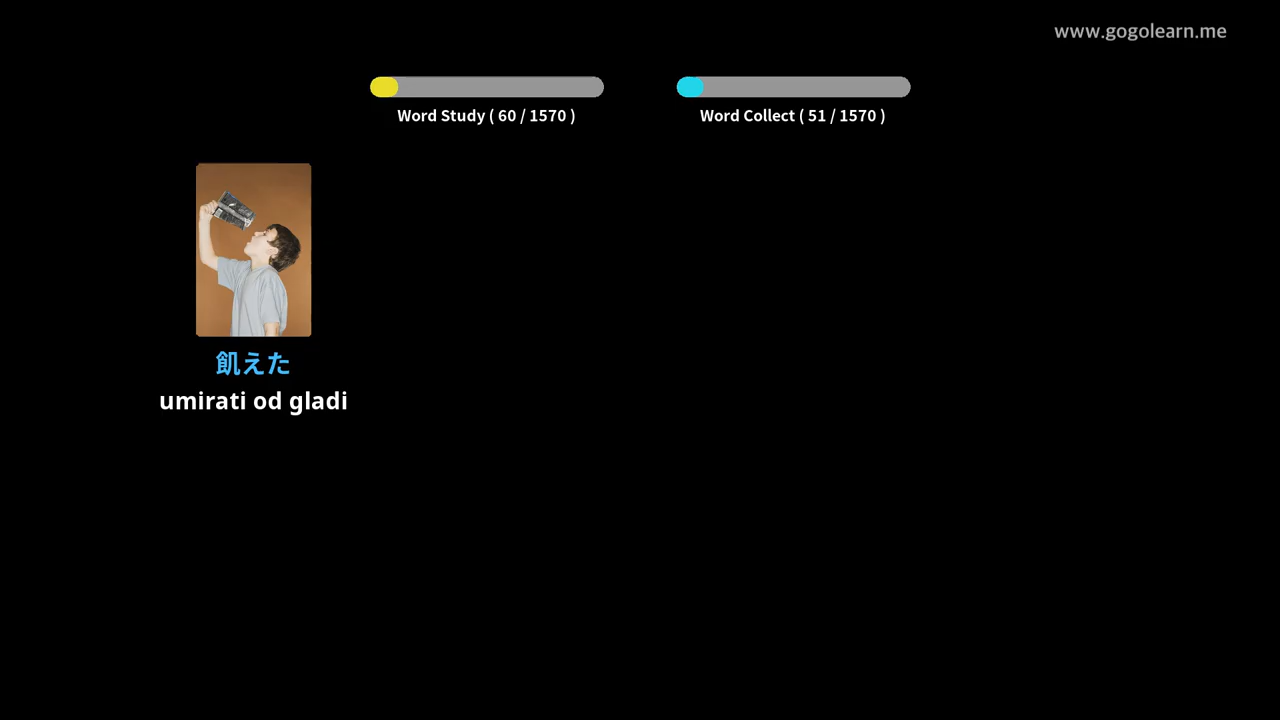 www.gogolearn.me
Word Study ( 60 / 1570 )
Word Collect ( 51 / 1570 )
飢えた
umirati od gladi